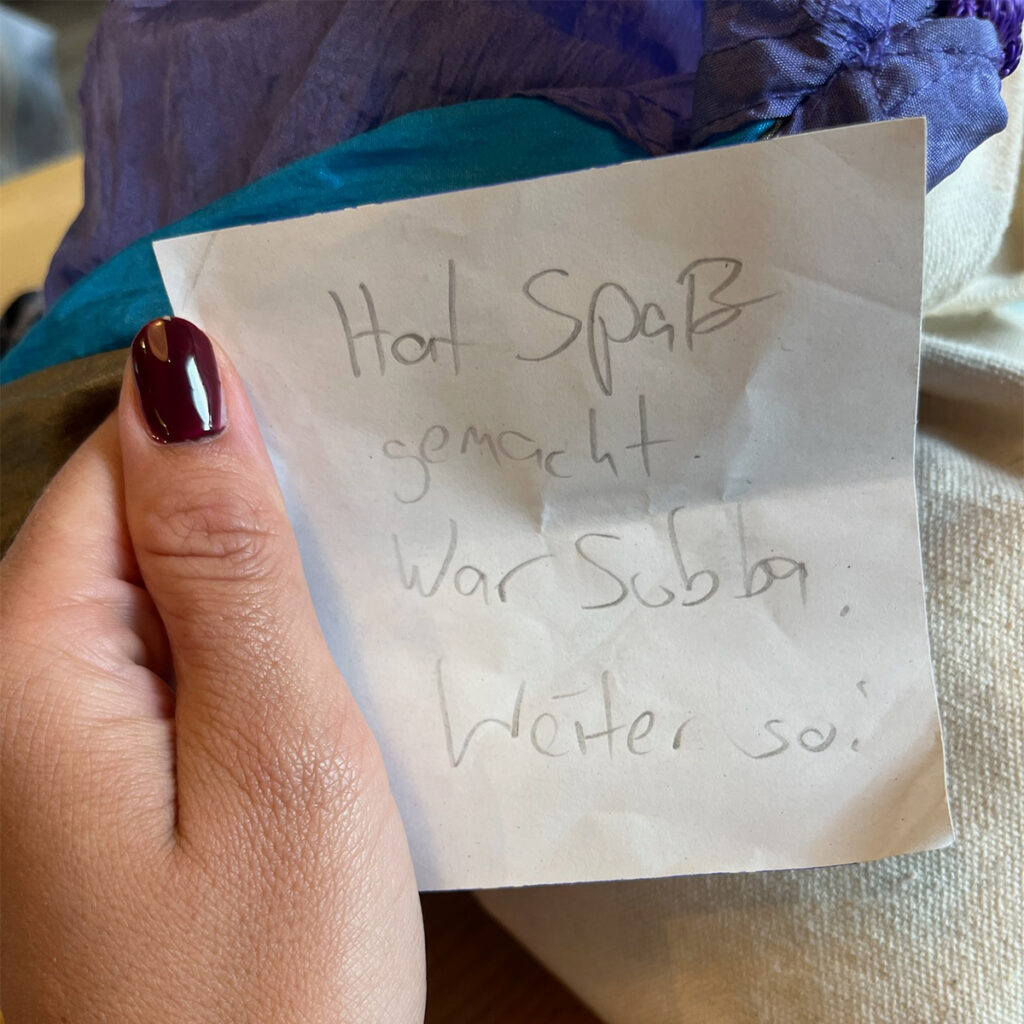 Hat Spaß
gemacht.
War Subba.
Weiter so!